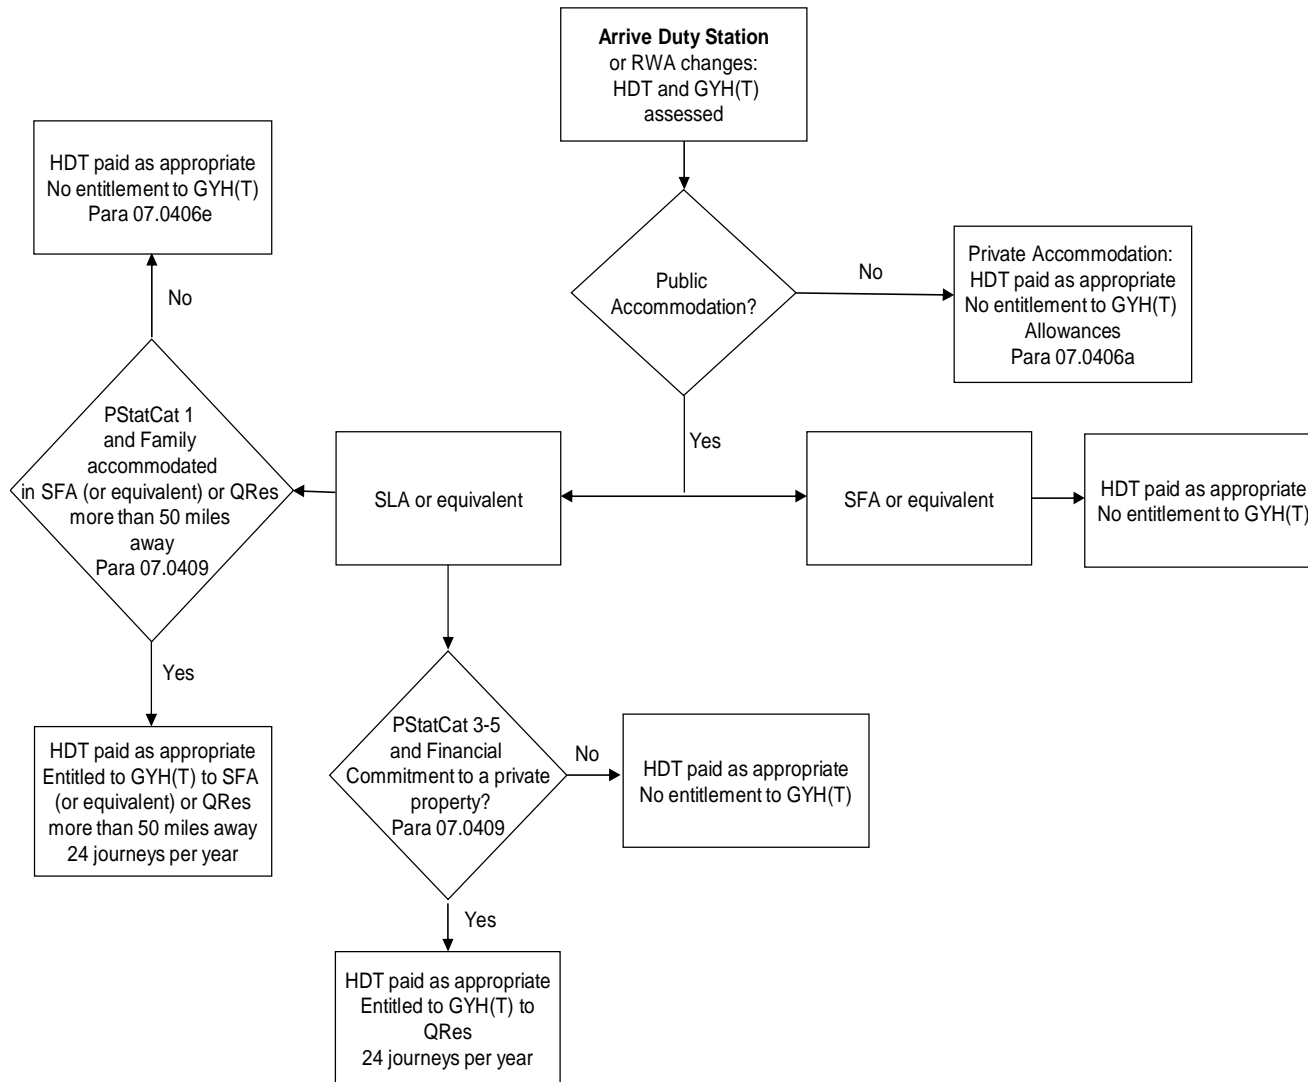 Arrive Duty Station
or RWA changes:
HDT and GYH(T)
assessed
HDT paid as appropriate
No entitlement to GYH(T)
Para 07.0406e
Public
Accommodation?
No
Private Accommodation:
HDT paid as appropriate
No entitlement to GYH(T)
Allowances
Para 07.0406a
No
Yes
PStatCat 1
and Family
accommodated
in SFA (or equivalent) or QRes
more than 50 miles
away
Para 07.0409
SLA or equivalent
SFA or equivalent
HDT paid as appropriate
No entitlement to GYH(T)
Yes
HDT paid as appropriate
Entitled to GYH(T) to SFA
(or equivalent) or QRes
more than 50 miles away
24 journeys per year
PStatCat 3-5
and Financial
Commitment to a private
property?
Para 07.0409
No
HDT paid as appropriate
No entitlement to GYH(T)
Yes
HDT paid as appropriate
Entitled to GYH(T) to
QRes
24 journeys per year